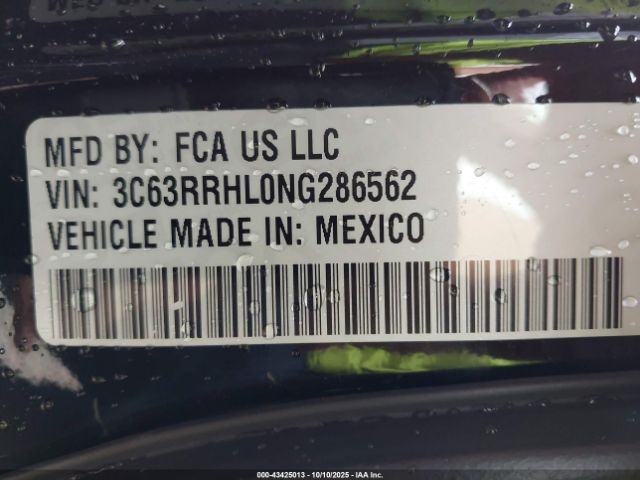 MFD BY: FCA US LLC
VIN: 3C63RRHL0NG286562
VEHICLE MADE IN: MEXICO
000-43425013 - 10/10/2025 - IAA Inc.